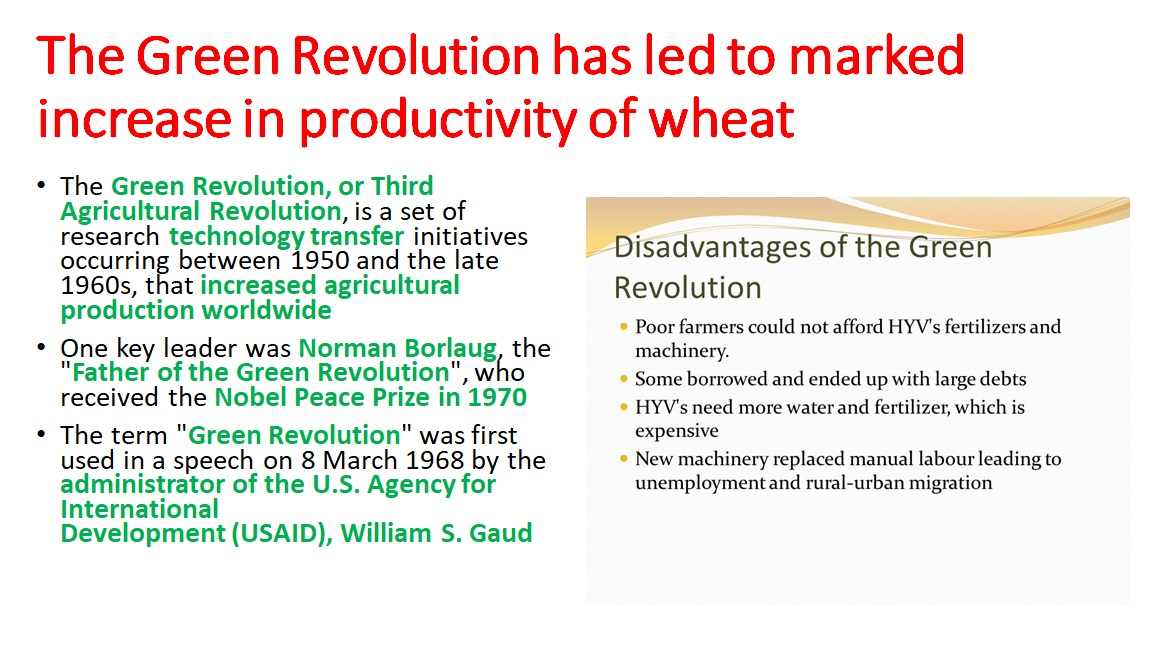 The Green Revolution has led to marked
increase in productivity of wheat
• The Green Revolution, or Third
Agricultural Revolution, is a set of
research technology transfer initiatives
occurring between 1950 and the late
1960s, that increased agricultural
production worldwide
• One key leader was Norman Borlaug, the
"Father of the Green Revolution", who
received the Nobel Peace Prize in 1970
• The term "Green Revolution" was first
used in a speech on 8 March 1968 by the
administrator of the U.S. Agency for
International
Development (USAID), William S. Gaud
Disadvantages of the Green
Revolution
• Poor farmers could not afford HYV's fertilizers and
machinery.
• Some borrowed and ended up with large debts
• HYV's need more water and fertilizer, which is
expensive
• New machinery replaced manual labour leading to
unemployment and rural-urban migration